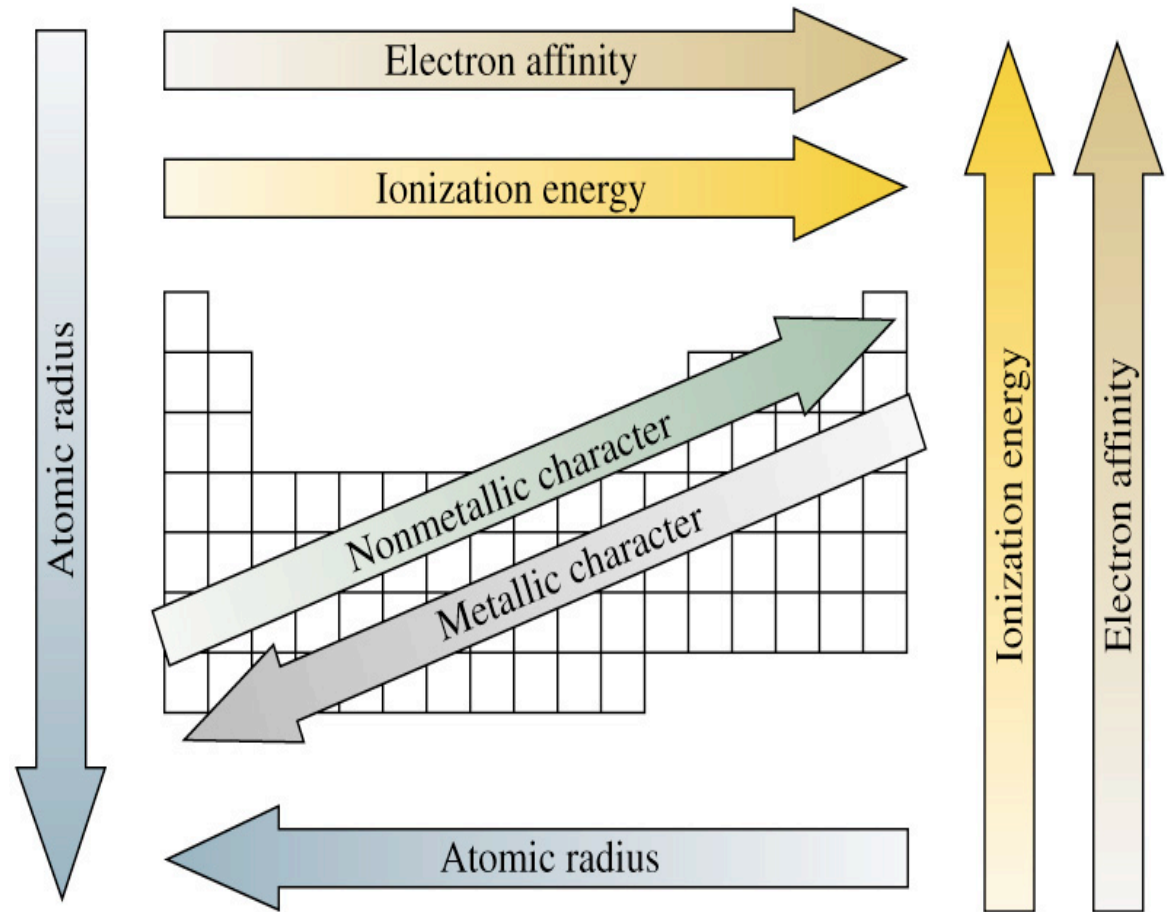 Electron affinity
Ionization energy
Atomic radius
Nonmetallic character
Metallic character
Ionization energy
Electron affinity
Atomic radius